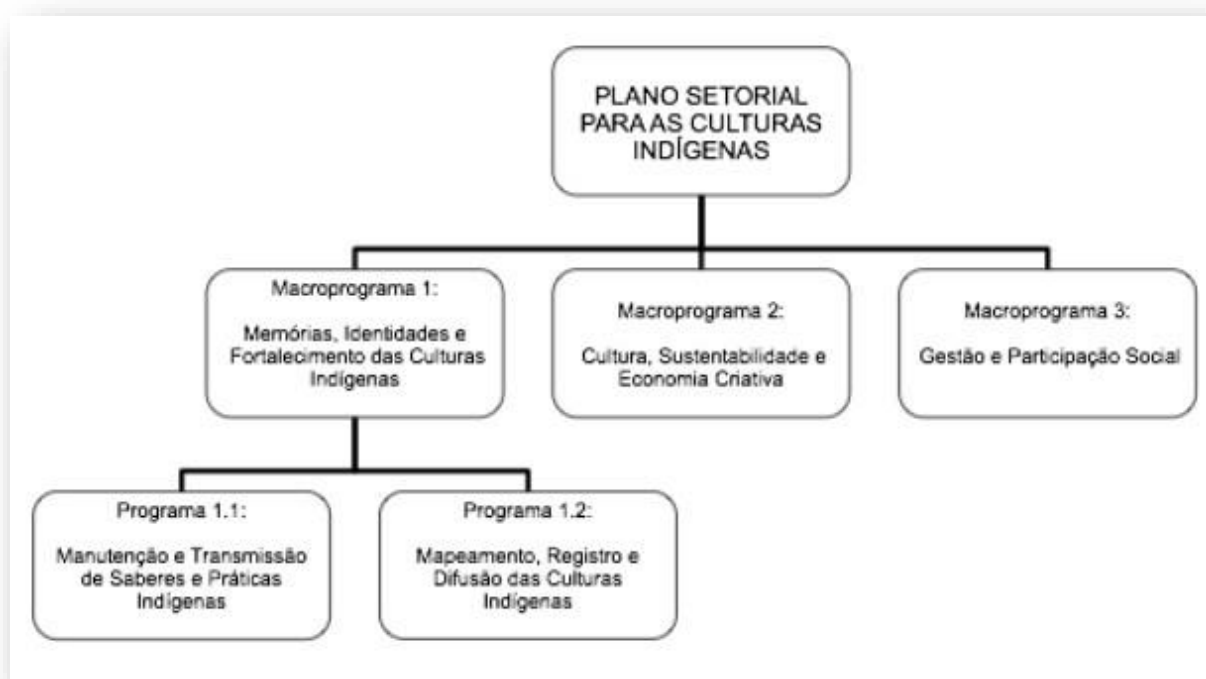 PLANO SETORIAL
PARA AS CULTURAS
INDÍGENAS
Macroprograma 1:
Memórias, Identidades e
Fortalecimento das Culturas
Indígenas
Macroprograma 2:
Cultura, Sustentabilidade e
Economia Criativa
Macroprograma 3:
Gestão e Participação Social
Programa 1.1:
Manutenção e Transmissão
de Saberes e Práticas
Indígenas
Programa 1.2:
Mapeamento, Registro e
Difusão das Culturas
Indígenas